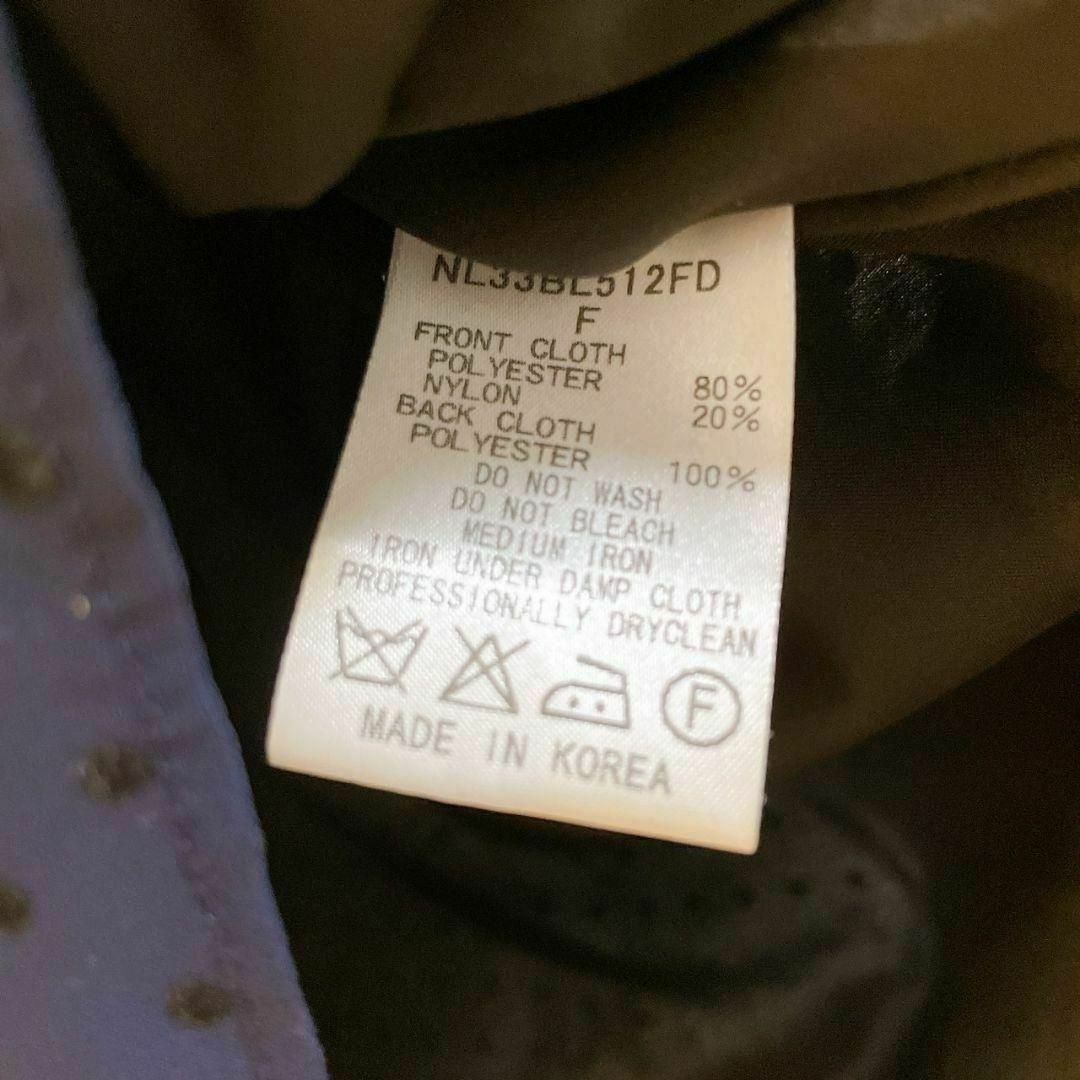 NL33BL512FD
F
FRONT CLOTH
POLYESTER 80%
NYLON 20%
BACK CLOTH
POLYESTER 100%
DO NOT WASH
DO NOT BLEACH
MEDIUM IRON
IRON UNDER DAMP CLOTH
PROFESSIONALLY DRYCLEAN
F
MADE IN KOREA